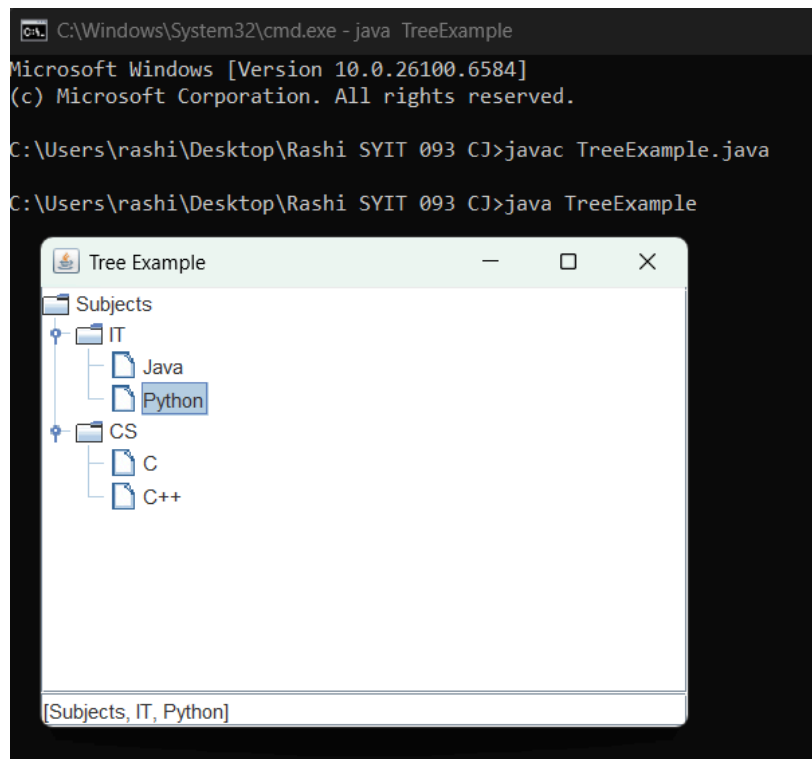 C:\Windows\System32\cmd.exe - java  TreeExample
Microsoft Windows [Version 10.0.26100.6584]
(c) Microsoft Corporation. All rights reserved.
C:\Users\rashi\Desktop\Rashi SYIT 093 CJ>javac TreeExample.java
C:\Users\rashi\Desktop\Rashi SYIT 093 CJ>java TreeExample
Tree Example
Subjects
IT
Java
Python
CS
C
C++
[Subjects, IT, Python]